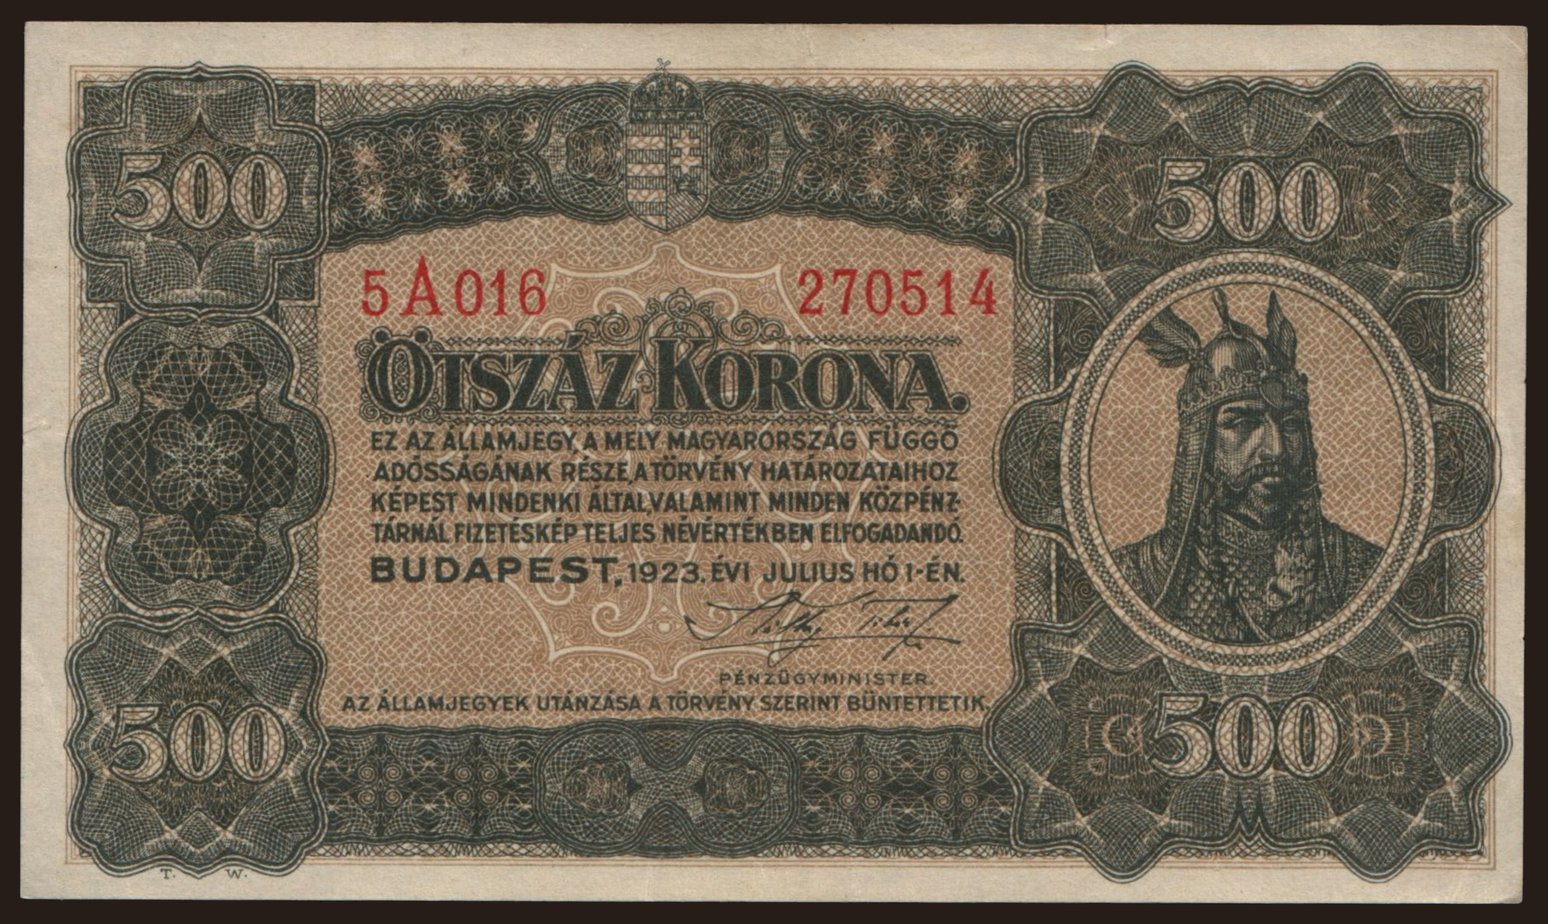 500
500
5A016 270514
ÖTSZÁZ KORONA.
EZ AZ ÁLLAMJEGY, A MELY MAGYARORSZÁG FÜGGŐ
ADÓSSÁGÁNAK RÉSZE, A TÖRVÉNY HATÁROZATAIHOZ
KÉPEST MINDENKI ÁLTAL, VALAMINT MINDEN KÖZPÉNZ-
TÁRNÁL FIZETÉSKÉP TELJES NÉVÉRTÉKBEN ELFOGADANDÓ.
BUDAPEST, 1923. ÉVI JULIUS HÓ 1-ÉN.
PÉNZÜGYMINISTER.
AZ ÁLLAMJEGYEK UTÁNZÁSA A TÖRVÉNY SZERINT BÜNTETTETIK.
500
500
T. W.